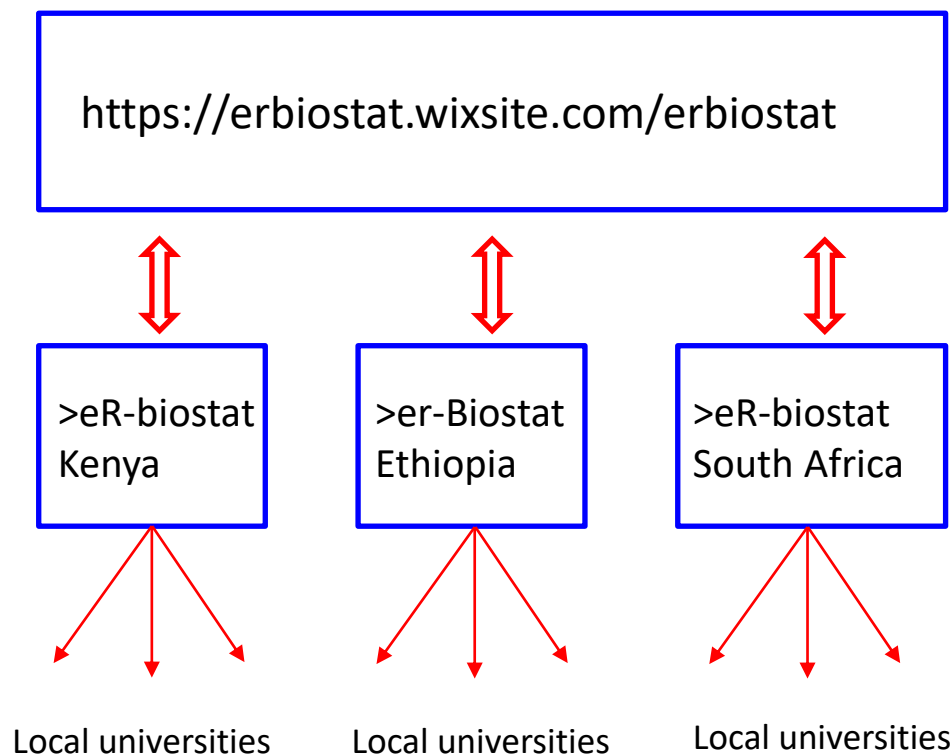 https://erbiostat.wixsite.com/erbiostat
>eR-biostat
Kenya
>er-Biostat
Ethiopia
>eR-biostat
South Africa
Local universities
Local universities
Local universities